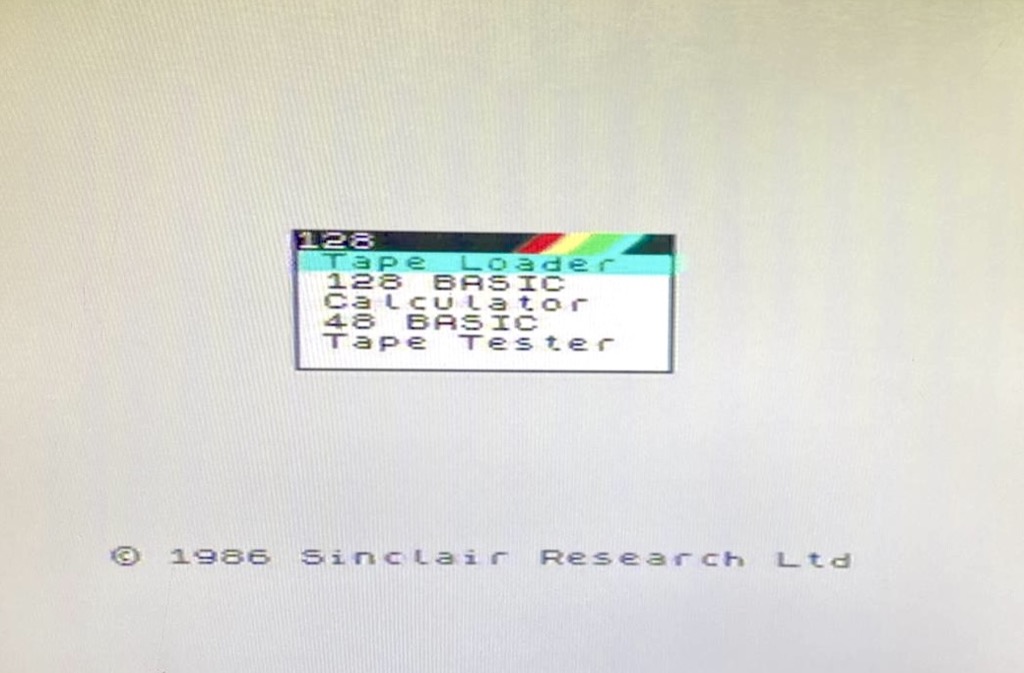 128
Tape Loader
128 BASIC
Calculator
48 BASIC
Tape Tester
© 1986 Sinclair Research Ltd